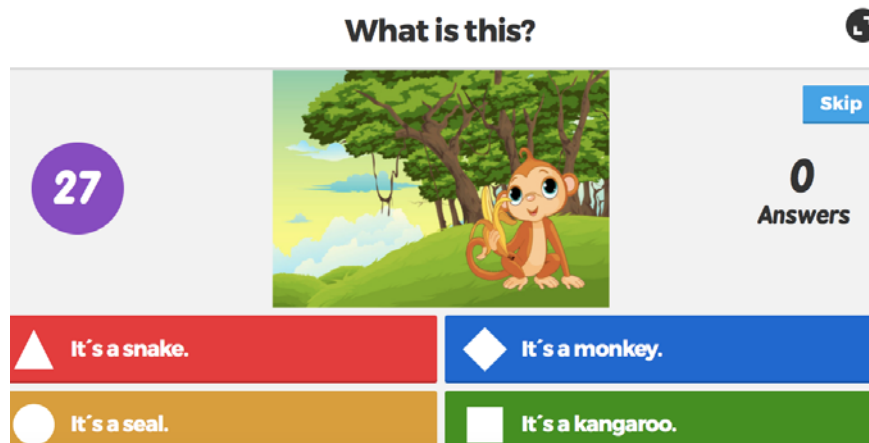 What is this?
Skip
27
0
Answers
It´s a snake.
It´s a monkey.
It´s a seal.
It´s a kangaroo.